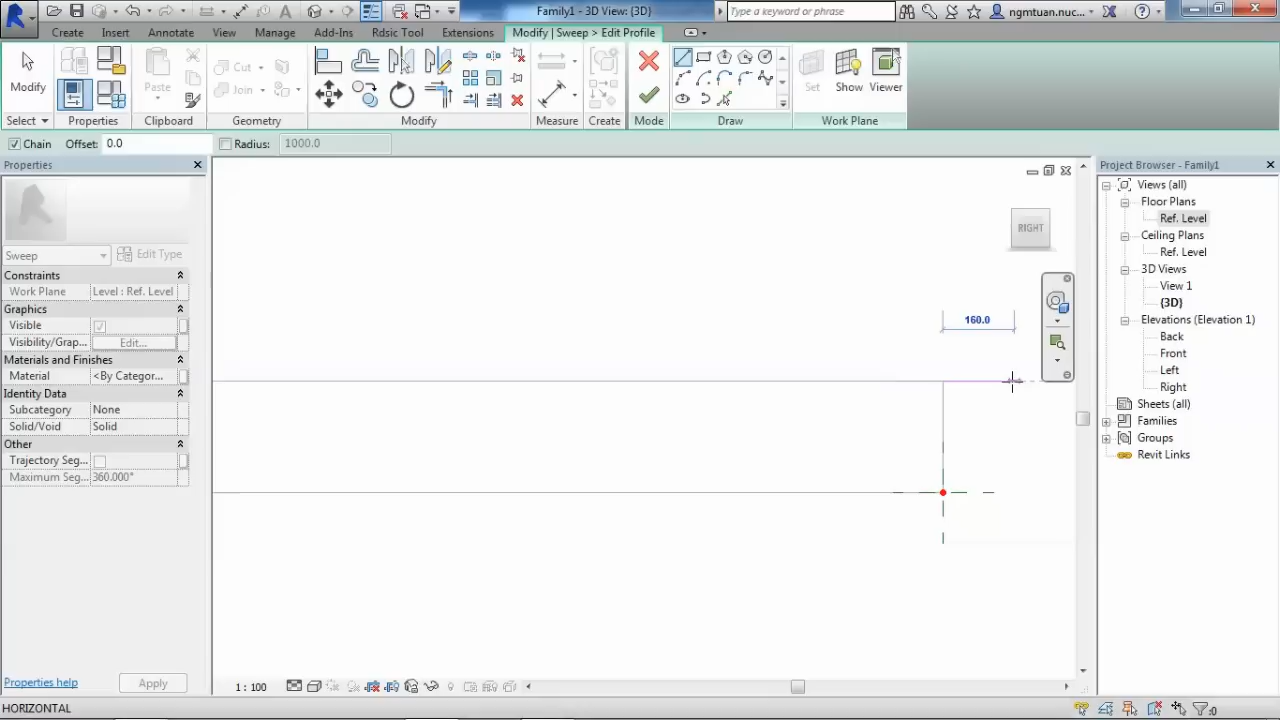 Family1 - 3D View: {3D}
Type a keyword or phrase
ngmtuan.nuc...
Create Insert Annotate View Manage Add-Ins Rdsic Tool Extensions Modify | Sweep > Edit Profile
Modify
Paste
Cut
Join
Set Show Viewer
Select Properties Clipboard Geometry Modify Measure Create Mode Draw Work Plane
Chain Offset: 0.0 Radius: 1000.0
Properties
Sweep Edit Type
Constraints
Work Plane Level : Ref. Level
Graphics
Visible
Visibility/Grap... Edit...
Materials and Finishes
Material <By Categor...
Identity Data
Subcategory None
Solid/Void Solid
Other
Trajectory Seg...
Maximum Seg... 360.000°
Properties help Apply
RIGHT
160.0
1 : 100
Project Browser - Family1
Views (all)
Floor Plans
Ref. Level
Ceiling Plans
Ref. Level
3D Views
View 1
{3D}
Elevations (Elevation 1)
Back
Front
Left
Right
Sheets (all)
Families
Groups
Revit Links
HORIZONTAL
:0